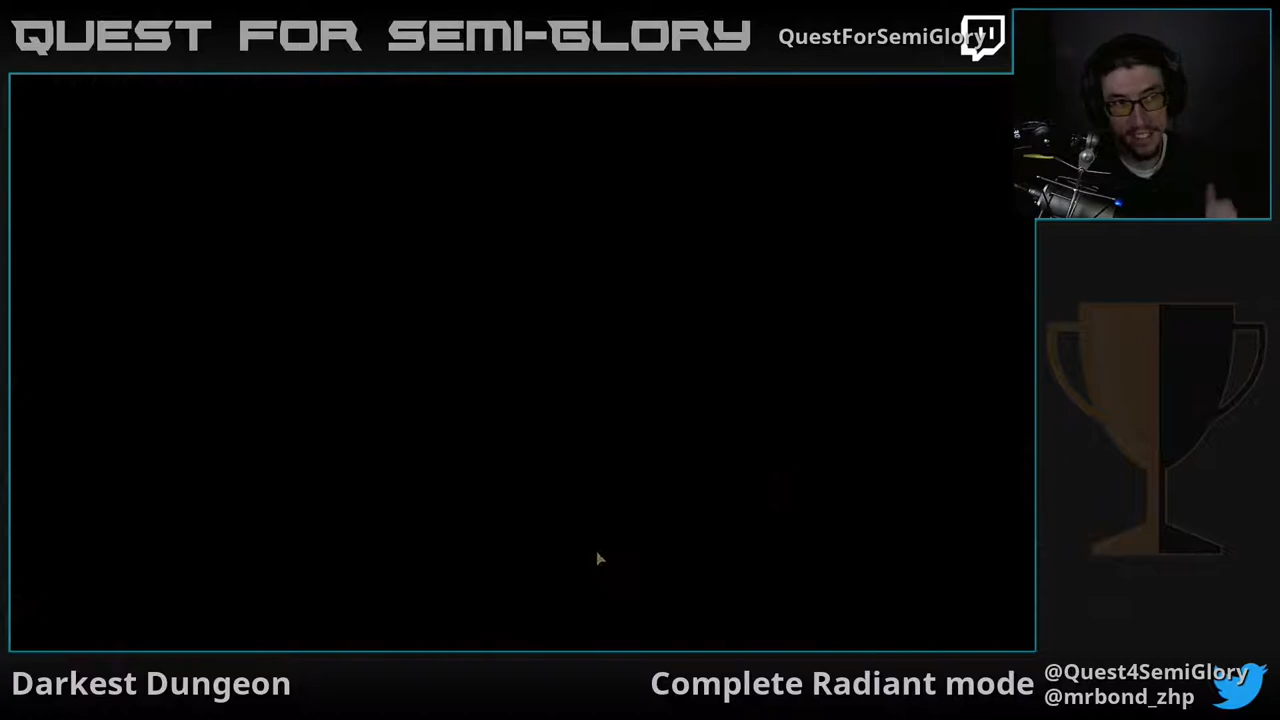 QUEST FOR SEMI-GLORY
QuestForSemiGlory
Darkest Dungeon
Complete Radiant mode
@Quest4SemiGlory
@mrbond_zhp